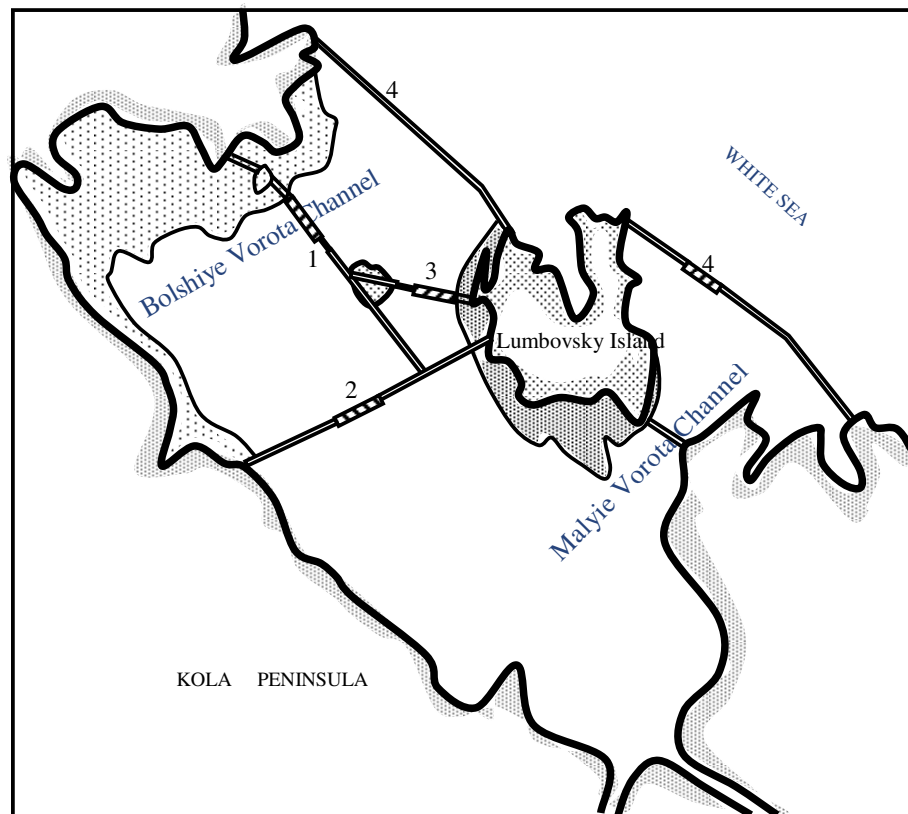 4
WHITE SEA
Bolshiye Vorota Channel
1
3
4
Lumbovsky Island
2
Malyie Vorota Channel
KOLA PENINSULA